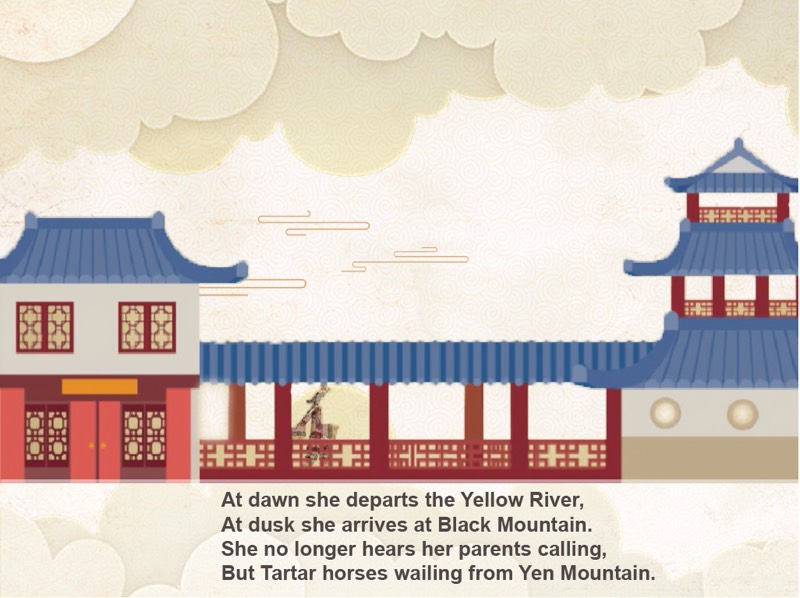 At dawn she departs the Yellow River,
At dusk she arrives at Black Mountain.
She no longer hears her parents calling,
But Tartar horses wailing from Yen Mountain.